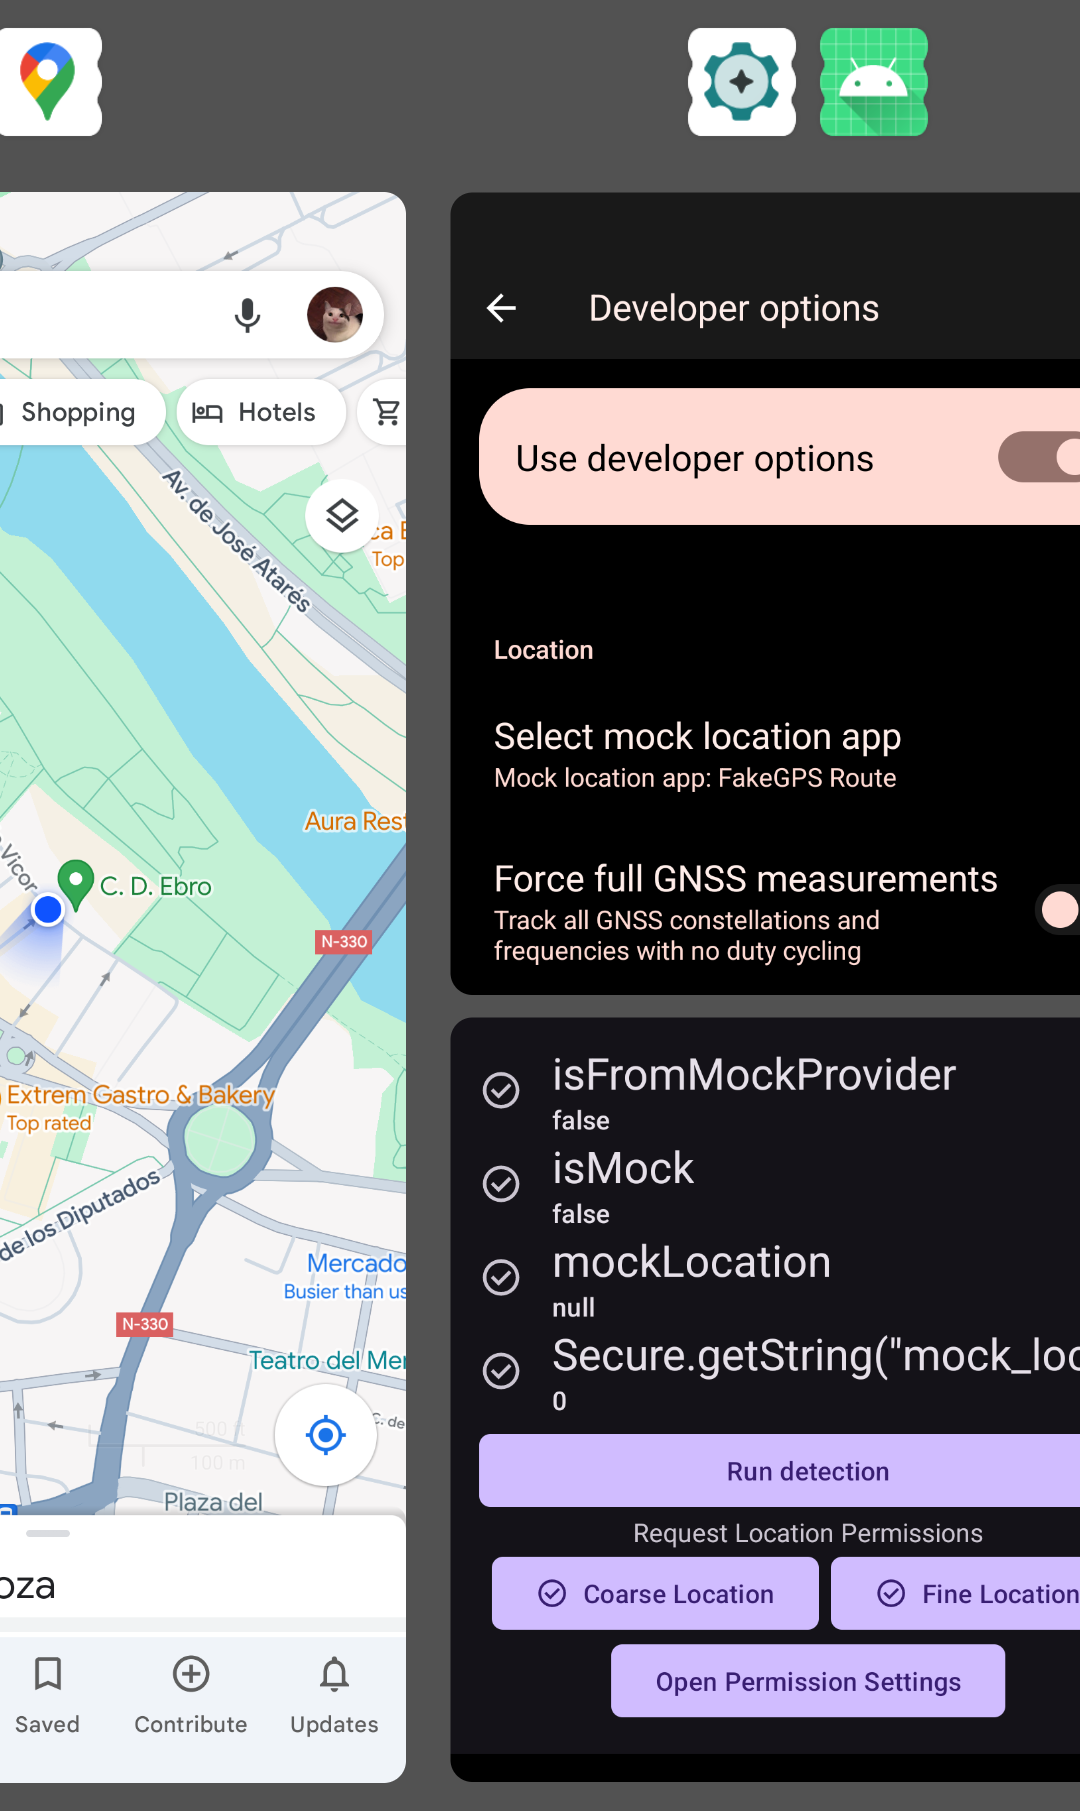 Shopping
Hotels
Av. de José Atarés
ca E
Top
Aura Rest
Vicor
C. D. Ebro
N-330
Extrem Gastro & Bakery
Top rated
de los Diputados
Mercado
Busier than us
N-330
Teatro del Mer
C. de
500 ft
100 m
Plaza del
oza
Saved
Contribute
Updates
Developer options
Use developer options
Location
Select mock location app
Mock location app: FakeGPS Route
Force full GNSS measurements
Track all GNSS constellations and
frequencies with no duty cycling
isFromMockProvider
false
isMock
false
mockLocation
null
Secure.getString("mock_loc
0
Run detection
Request Location Permissions
Coarse Location
Fine Location
Open Permission Settings